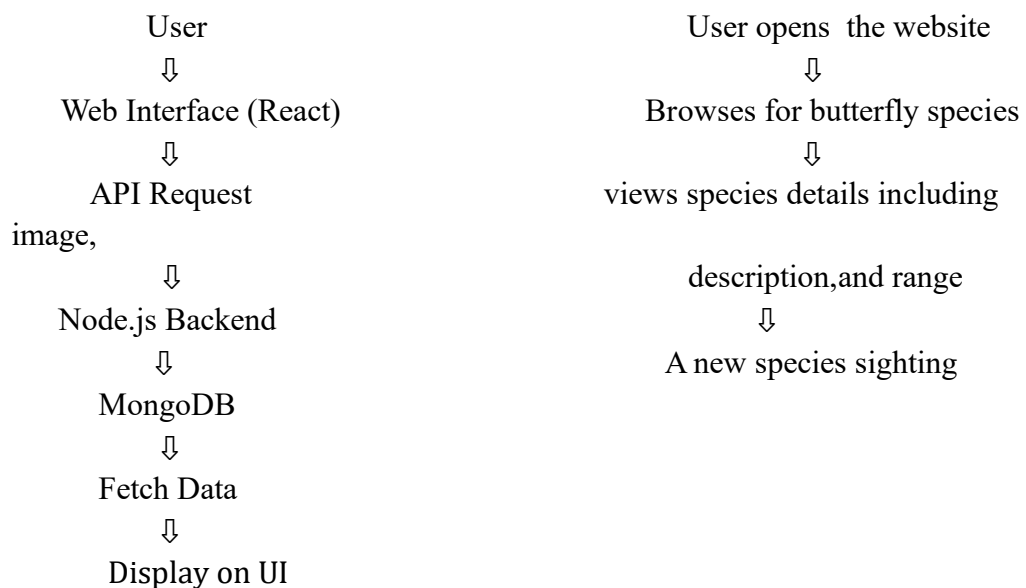 User User opens the website
⇩ ⇩
Web Interface (React) Browses for butterfly species
⇩ ⇩
API Request views species details including
image,
⇩ description,and range
Node.js Backend ⇩
⇩ A new species sighting
MongoDB
⇩
Fetch Data
⇩
Display on UI